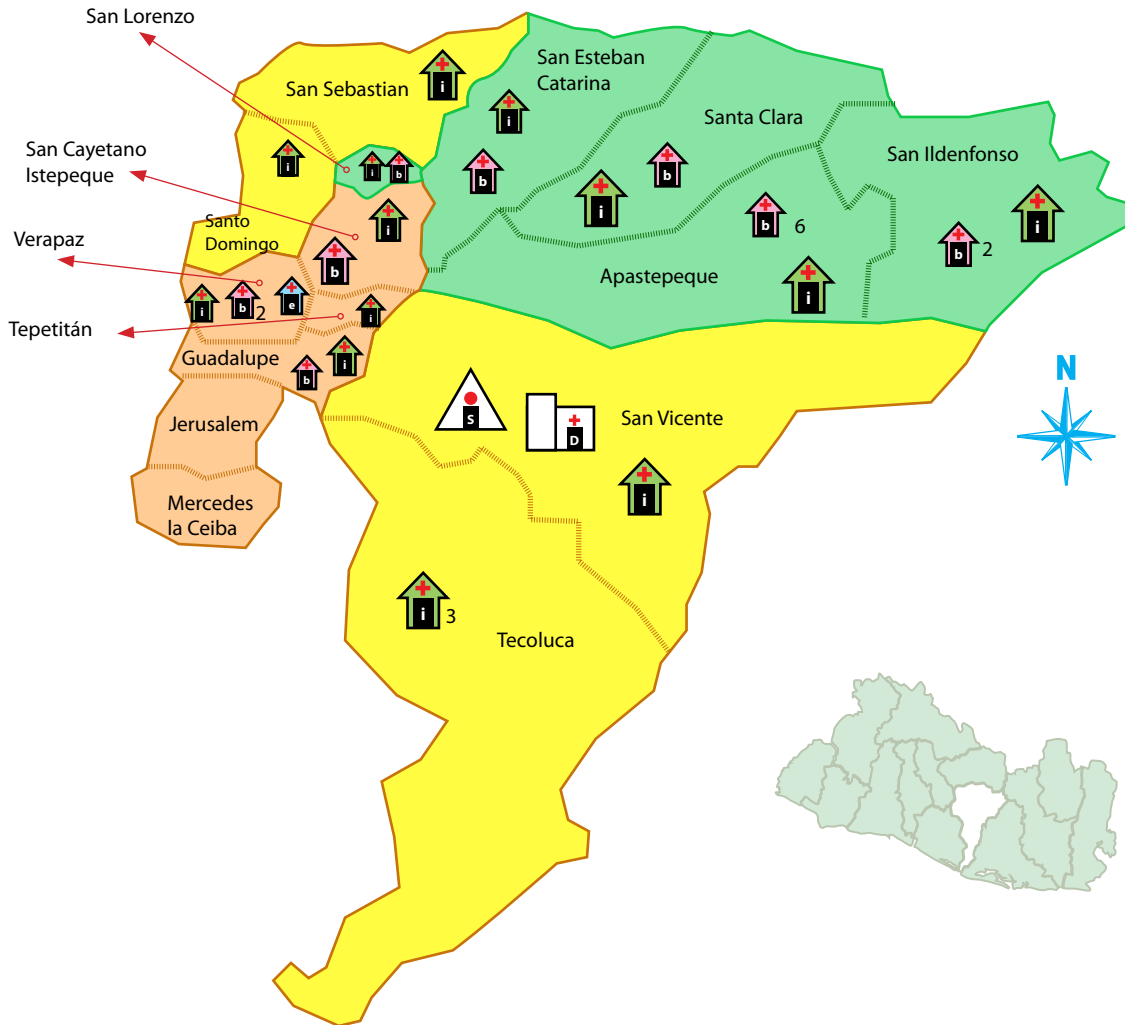 San Lorenzo
San Esteban
Catarina
San Sebastian
i
i
Santa Clara
San Cayetano
Istepeque
i
i
b
b
b
San Ildenfonso
i
i
i
b
6
Santo
Domingo
Verapaz
b
b
2
i
b
2
e
Apastepeque
i
i
Tepetitán
Guadalupe
b
i
N
Jerusalem
S
D
San Vicente
i
Mercedes
la Ceiba
i
3
Tecoluca